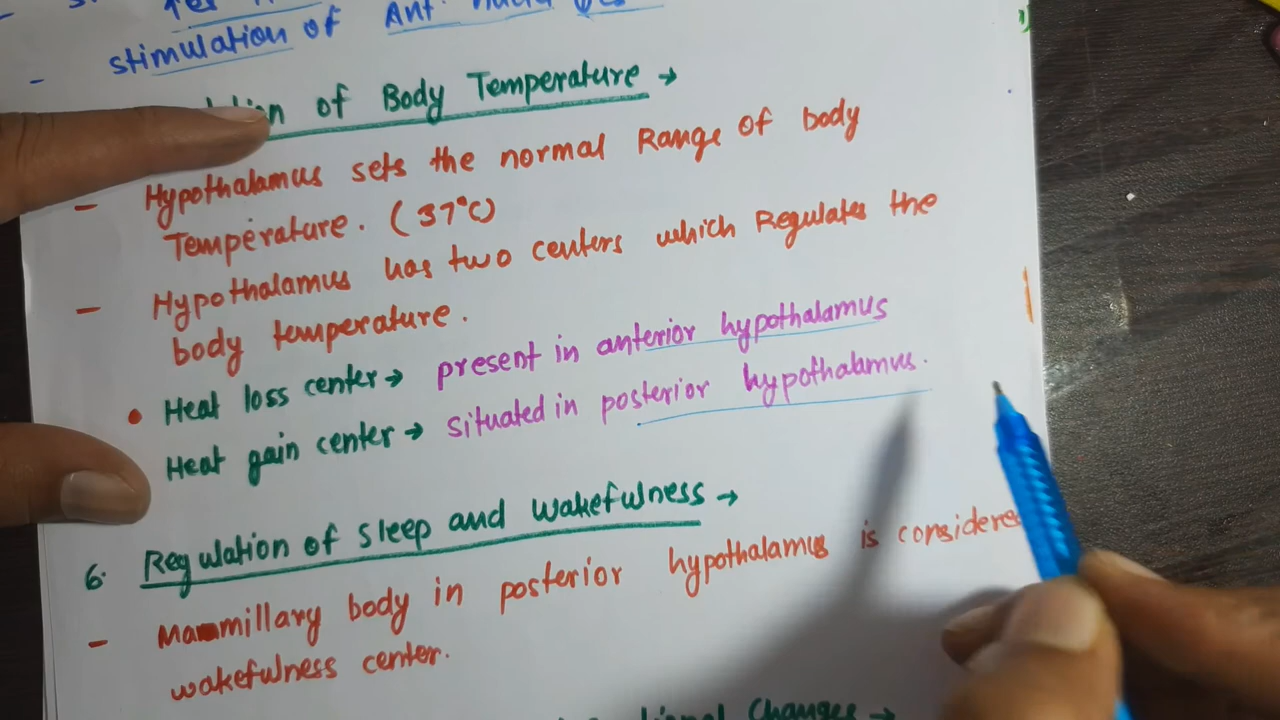 stimulation of Ant.
of Body Temperature →
- Hypothalamus sets the normal Range of body
Temperature. (37°C)
- Hypothalamus has two centers which Regulates the
body temperature.
• Heat loss center → present in anterior hypothalamus
Heat gain center → situated in posterior hypothalamus.
6. Regulation of sleep and wakefulness →
- Mammillary body in posterior hypothalamus is
wakefulness center.
Changes →